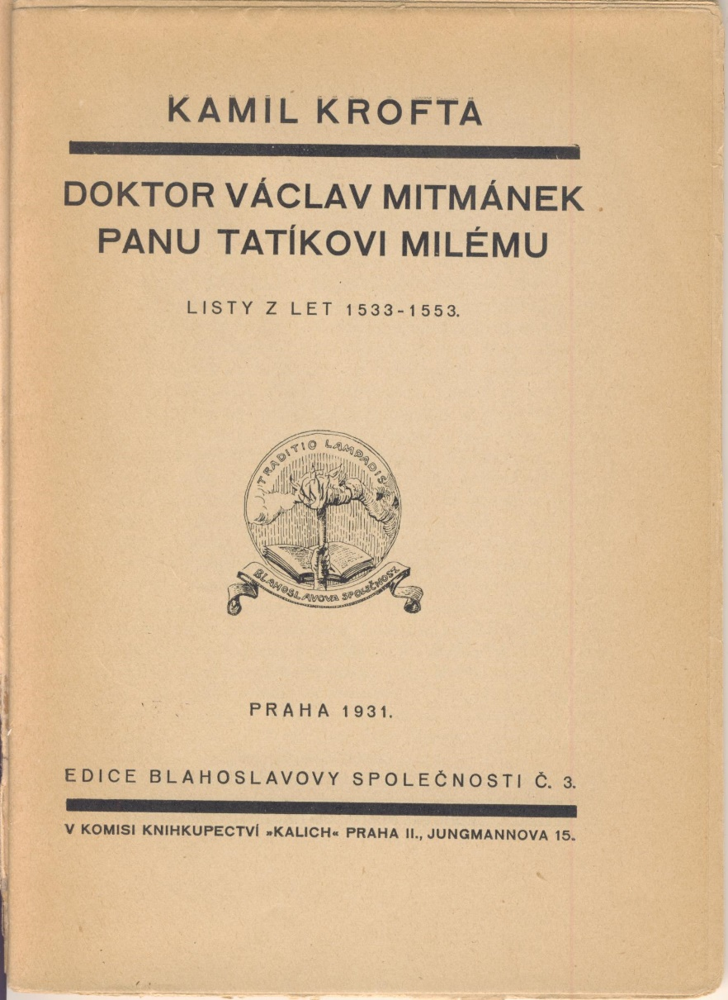 KAMIL KROFTA
DOKTOR VÁCLAV MITMÁNEK
PANU TATÍKOVI MILÉMU
LISTY Z LET 1533-1553.
TRADITIO LAMPADIS
BLAHOSLAVOVA SPOLEČNOSŤ
PRAHA 1931.
EDICE BLAHOSLAVOVY SPOLEČNOSTI Č. 3.
V KOMISI KNIHKUPECTVÍ »KALICH« PRAHA II., JUNGMANNOVA 15.